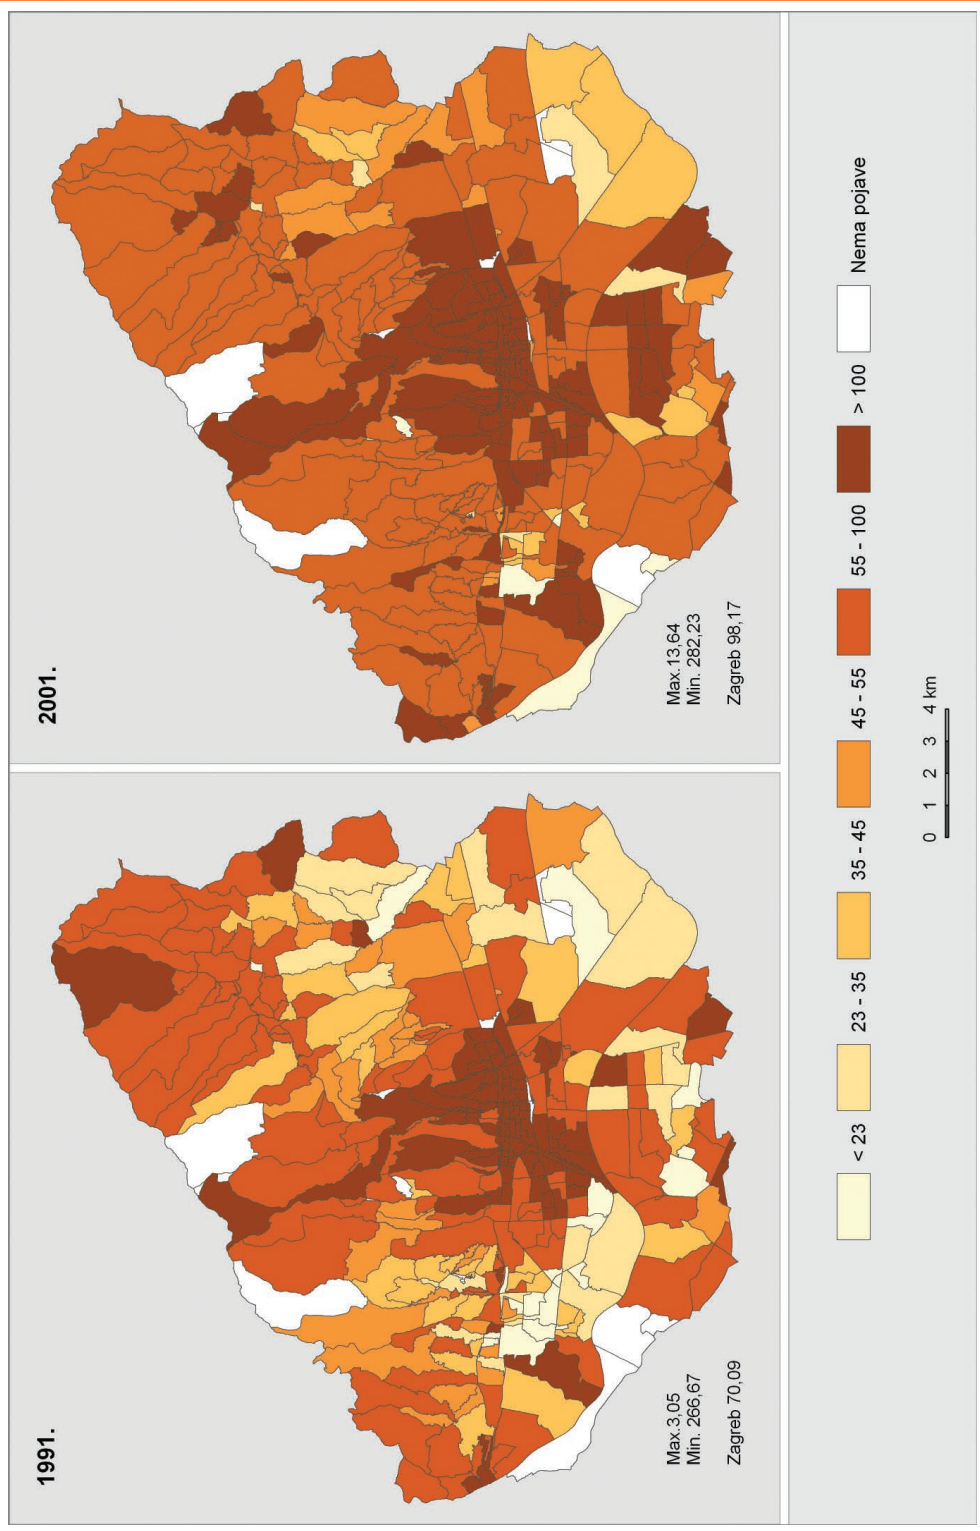 1991.
Max.3,05
Min. 266,67
Zagreb 70,09
2001.
Max.13,64
Min. 282,23
Zagreb 98,17
< 23
23 - 35
35 - 45
45 - 55
55 - 100
> 100
Nema pojave
0 1 2 3 4 km